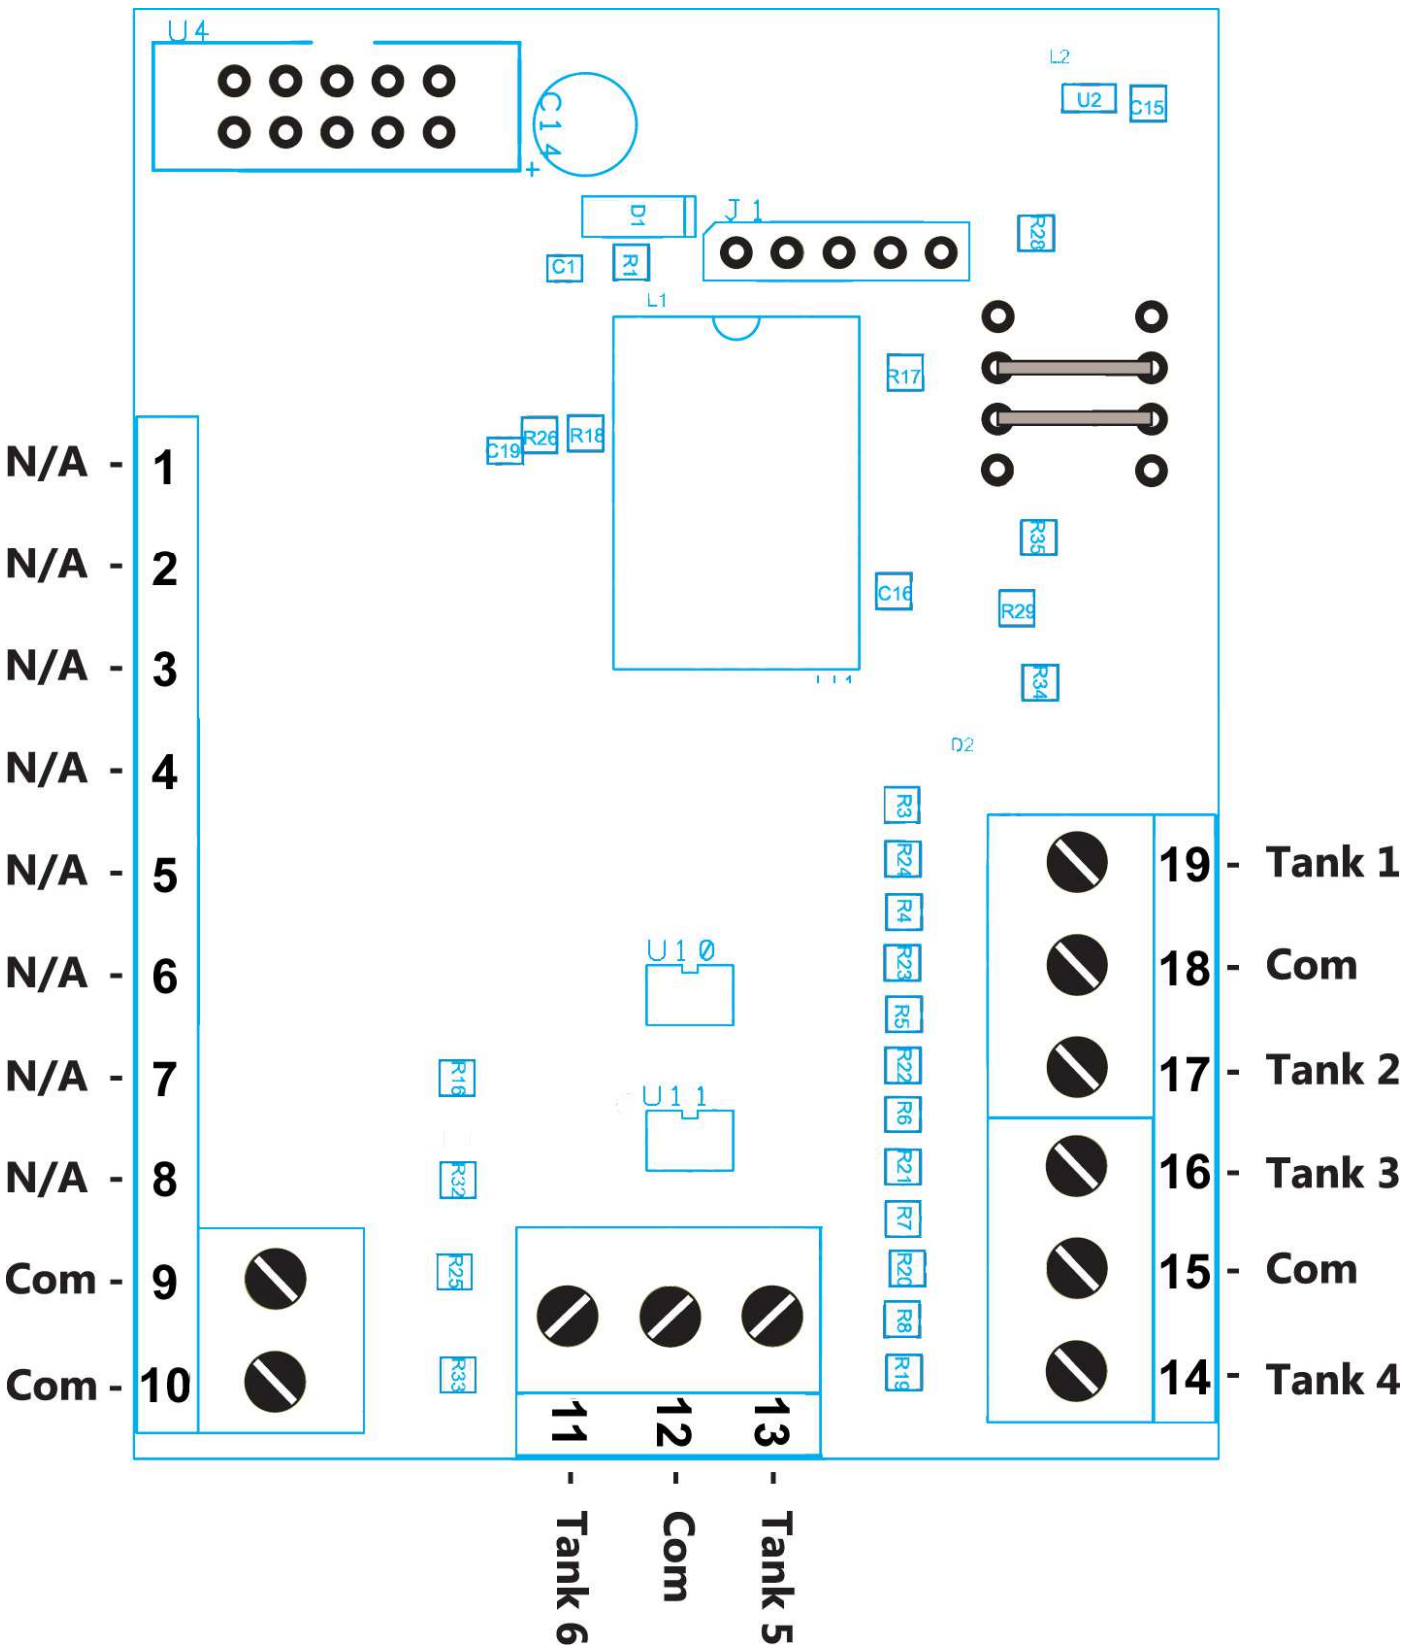 U4
L2
C14
+
U2
C15
D1
J1
R28
C1
R1
L1
R17
C19
R26
R18
N/A - 1
N/A - 2
R35
C16
R29
N/A - 3
R34
D2
N/A - 4
R3
N/A - 5
R24
19 - Tank 1
R4
N/A - 6
U10
R23
18 - Com
R5
N/A - 7
R16
U11
R22
17 - Tank 2
R6
N/A - 8
R32
R21
16 - Tank 3
R7
Com - 9
R25
R20
15 - Com
R8
Com - 10
R33
R19
14 - Tank 4
11 - Tank 6
12 - Com
13 - Tank 5